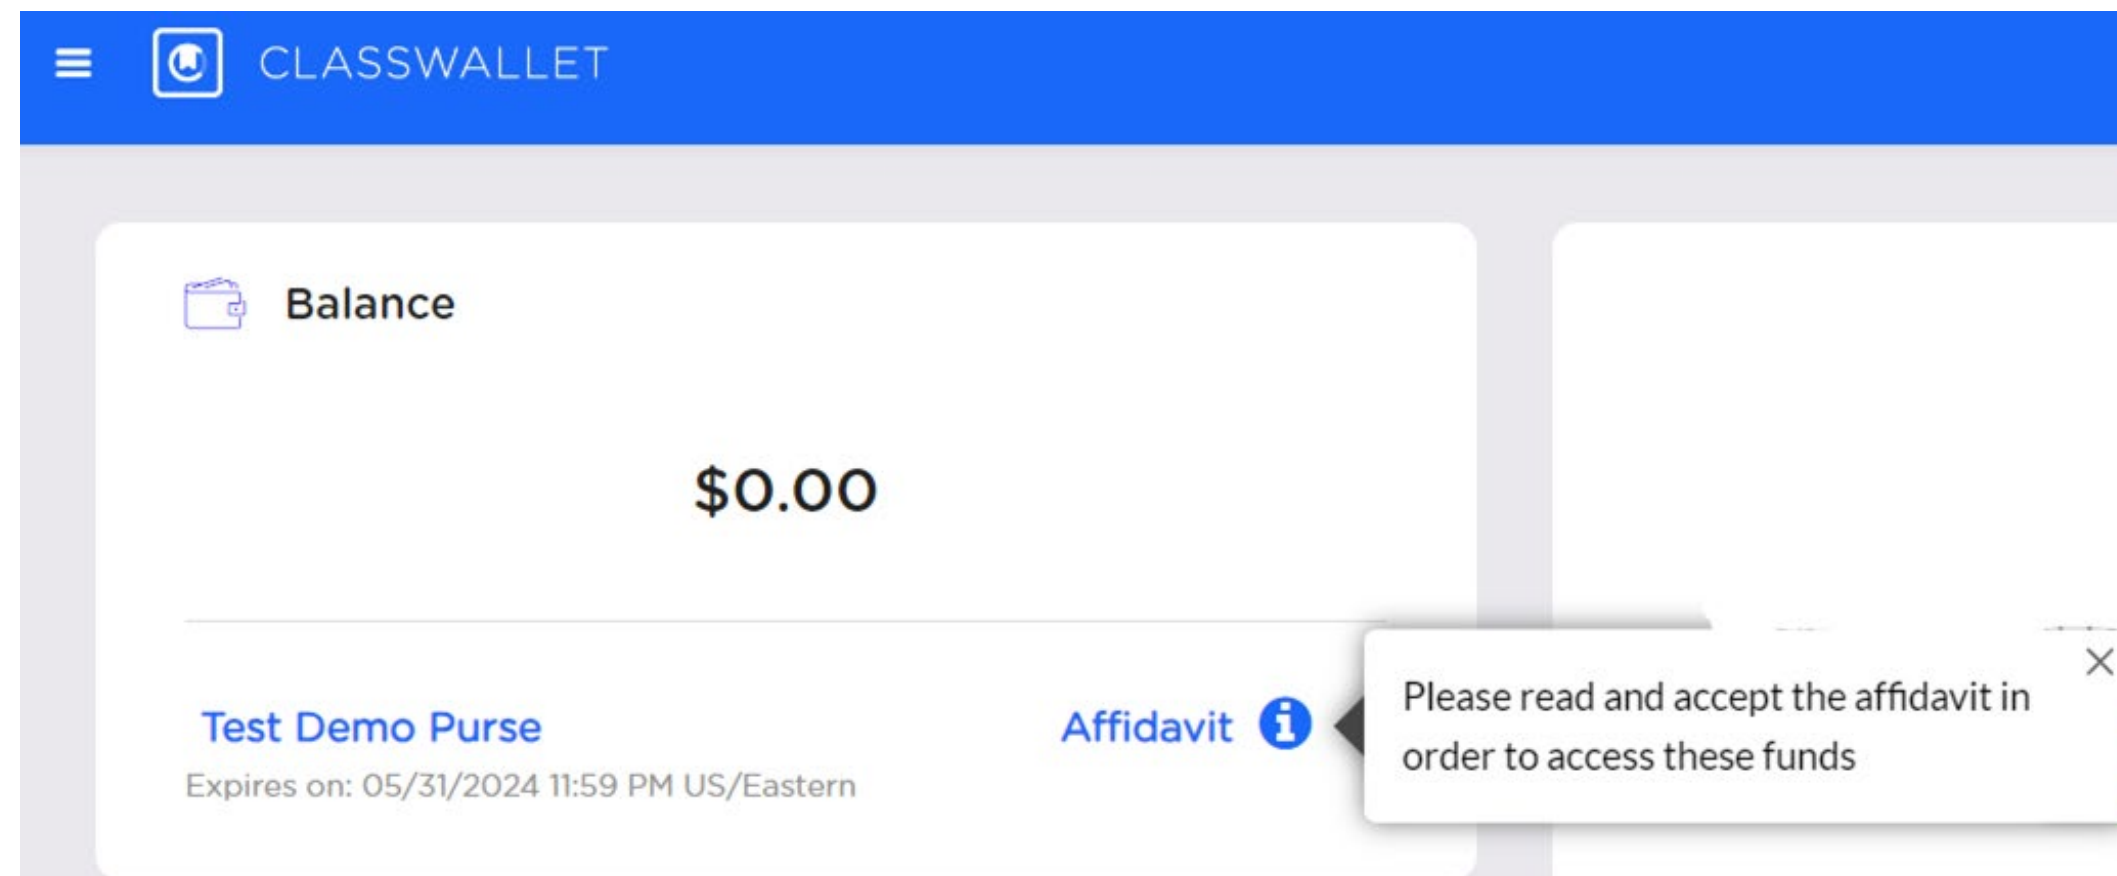 CLASSWALLET
Balance
$0.00
Test Demo Purse
Affidavit
Expires on: 05/31/2024 11:59 PM US/Eastern
Please read and accept the affidavit in
order to access these funds